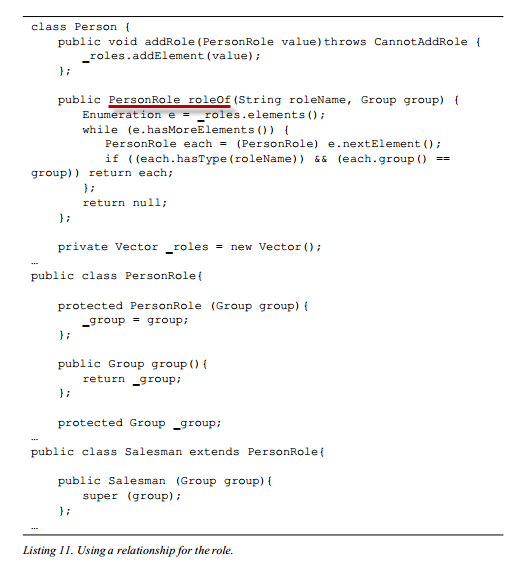 class Person {
public void addRole(PersonRole value)throws CannotAddRole {
_roles.addElement(value);
};
public PersonRole roleOf(String roleName, Group group) {
Enumeration e = _roles.elements();
while (e.hasMoreElements()) {
PersonRole each = (PersonRole) e.nextElement();
if ((each.hasType(roleName)) && (each.group() ==
group)) return each;
};
return null;
};
private Vector _roles = new Vector();
…
public class PersonRole{
protected PersonRole (Group group){
_group = group;
};
public Group group(){
return _group;
};
protected Group _group;
…
public class Salesman extends PersonRole{
public Salesman (Group group){
super (group);
};
…
Listing 11. Using a relationship for the role.